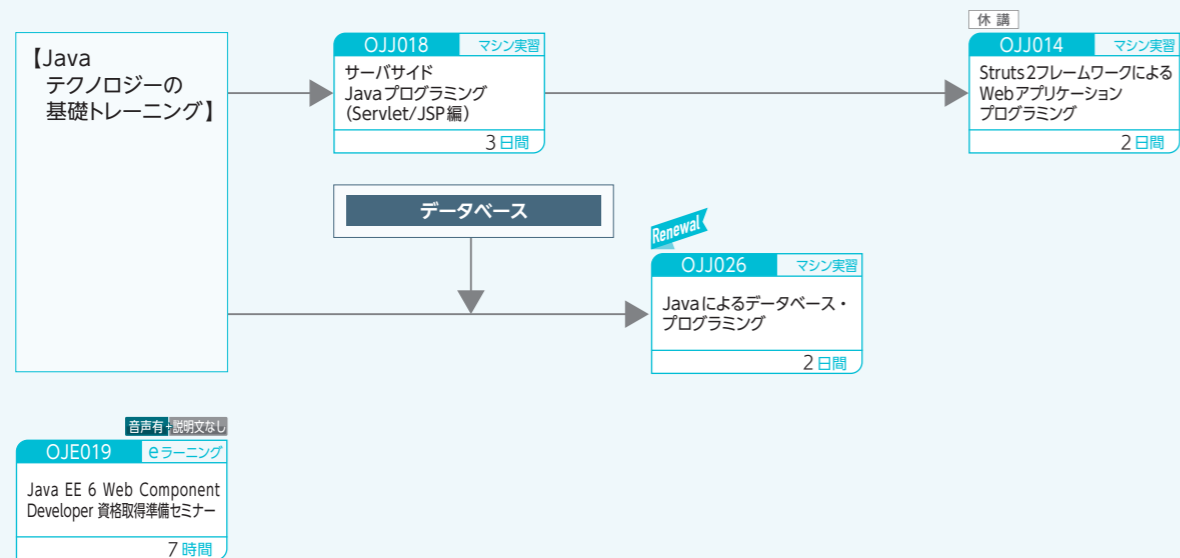 【Java
テクノロジーの
基礎トレーニング】
OJJ018 マシン実習
サーバサイド
Javaプログラミング
(Servlet/JSP編)
3日間
休講
OJJ014 マシン実習
Struts2フレームワークによる
Webアプリケーション
プログラミング
2日間
データベース
Renewal
OJJ026 マシン実習
Javaによるデータベース・
プログラミング
2日間
音声有+説明文なし
OJE019 eラーニング
Java EE 6 Web Component
Developer 資格取得準備セミナー
7時間